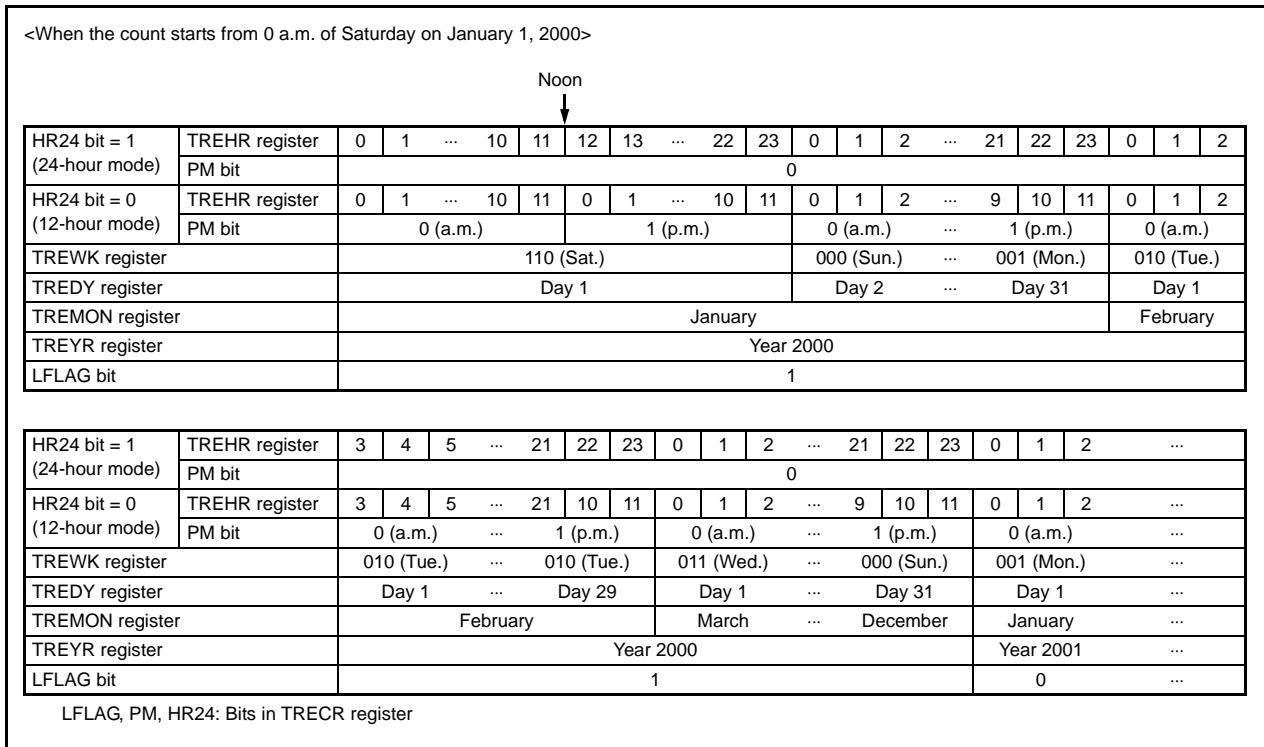 <When the count starts from 0 a.m. of Saturday on January 1, 2000>
Noon
HR24 bit = 1 (24-hour mode) TREHR register 0 1 ... 10 11 12 13 ... 22 23 0 1 2 ... 21 22 23 0 1 2
PM bit 0
HR24 bit = 0 (12-hour mode) TREHR register 0 1 ... 10 11 0 1 ... 10 11 0 1 2 ... 9 10 11 0 1 2
PM bit 0 (a.m.) 1 (p.m.) 0 (a.m.) ... 1 (p.m.) 0 (a.m.)
TREWK register 110 (Sat.) 000 (Sun.) ... 001 (Mon.) 010 (Tue.)
TREDY register Day 1 Day 2 ... Day 31 Day 1
TREMON register January February
TREYR register Year 2000
LFLAG bit 1
HR24 bit = 1 (24-hour mode) TREHR register 3 4 5 ... 21 22 23 0 1 2 ... 21 22 23 0 1 2 ...
PM bit 0
HR24 bit = 0 (12-hour mode) TREHR register 3 4 5 ... 21 10 11 0 1 2 ... 9 10 11 0 1 2 ...
PM bit 0 (a.m.) ... 1 (p.m.) 0 (a.m.) ... 1 (p.m.) 0 (a.m.) ...
TREWK register 010 (Tue.) ... 010 (Tue.) 011 (Wed.) ... 000 (Sun.) 001 (Mon.) ...
TREDY register Day 1 ... Day 29 Day 1 ... Day 31 Day 1 ...
TREMON register February March ... December January ...
TREYR register Year 2000 Year 2001 ...
LFLAG bit 1 0 ...
LFLAG, PM, HR24: Bits in TRECR register